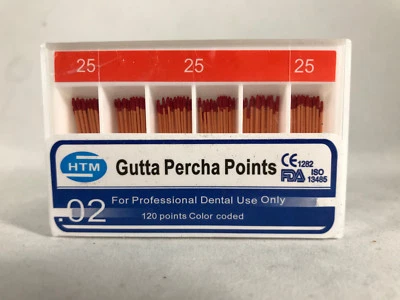 25 25 25
HTM Gutta Percha Points CE 1282
FDA ISO 13485
For Professional Dental Use Only
.02 120 points Color coded